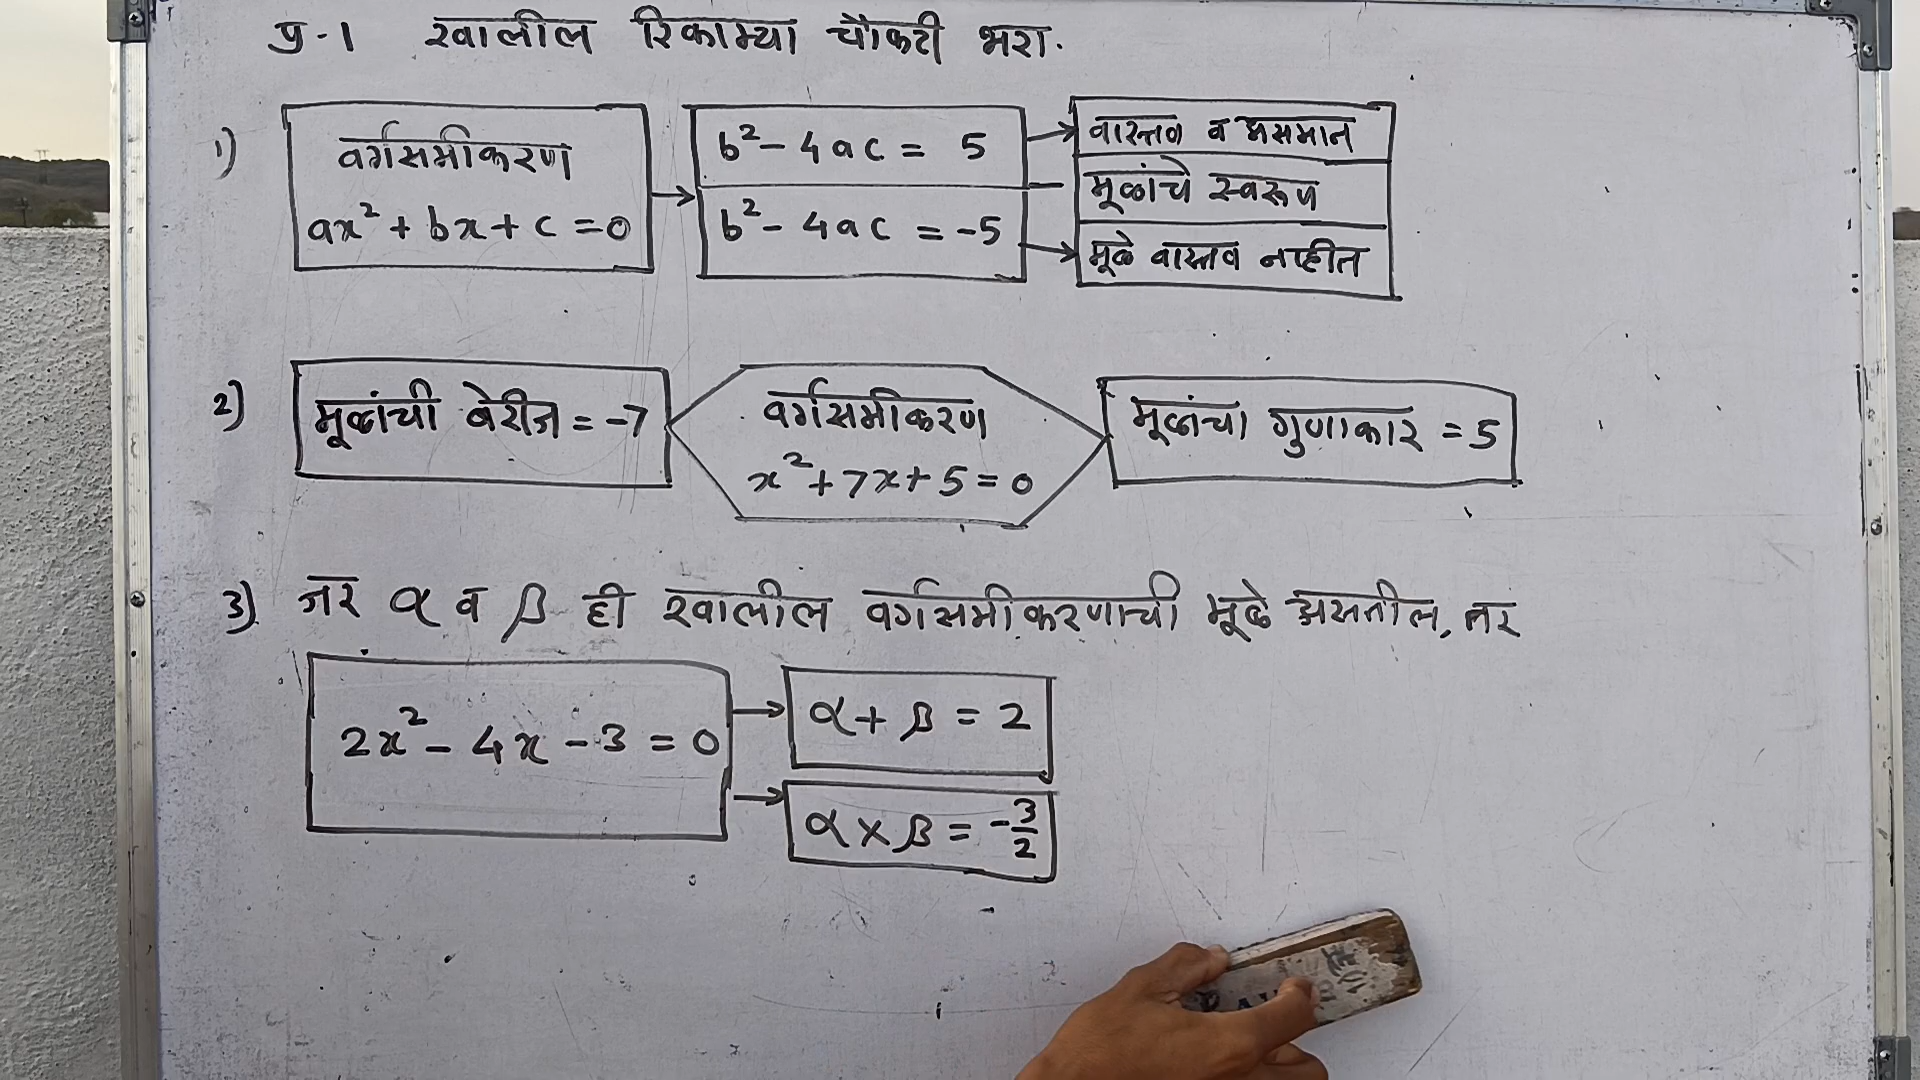 प्र.1 खालील रिकाम्या चौकटी भरा.
1) वर्गसमीकरण
ax² + bx + c = 0
b² - 4ac = 5
b² - 4ac = -5
वास्तव व असमान
मूळांचे स्वरूप
मूळे वास्तव नाहीत
2) मूळांची बेरीज = -7
वर्गसमीकरण
x² + 7x + 5 = 0
मूळांचा गुणाकार = 5
3) जर α व β ही खालील वर्गसमीकरणाची मूळे असतील, तर
2x² - 4x - 3 = 0
α + β = 2
α × β = -3/2